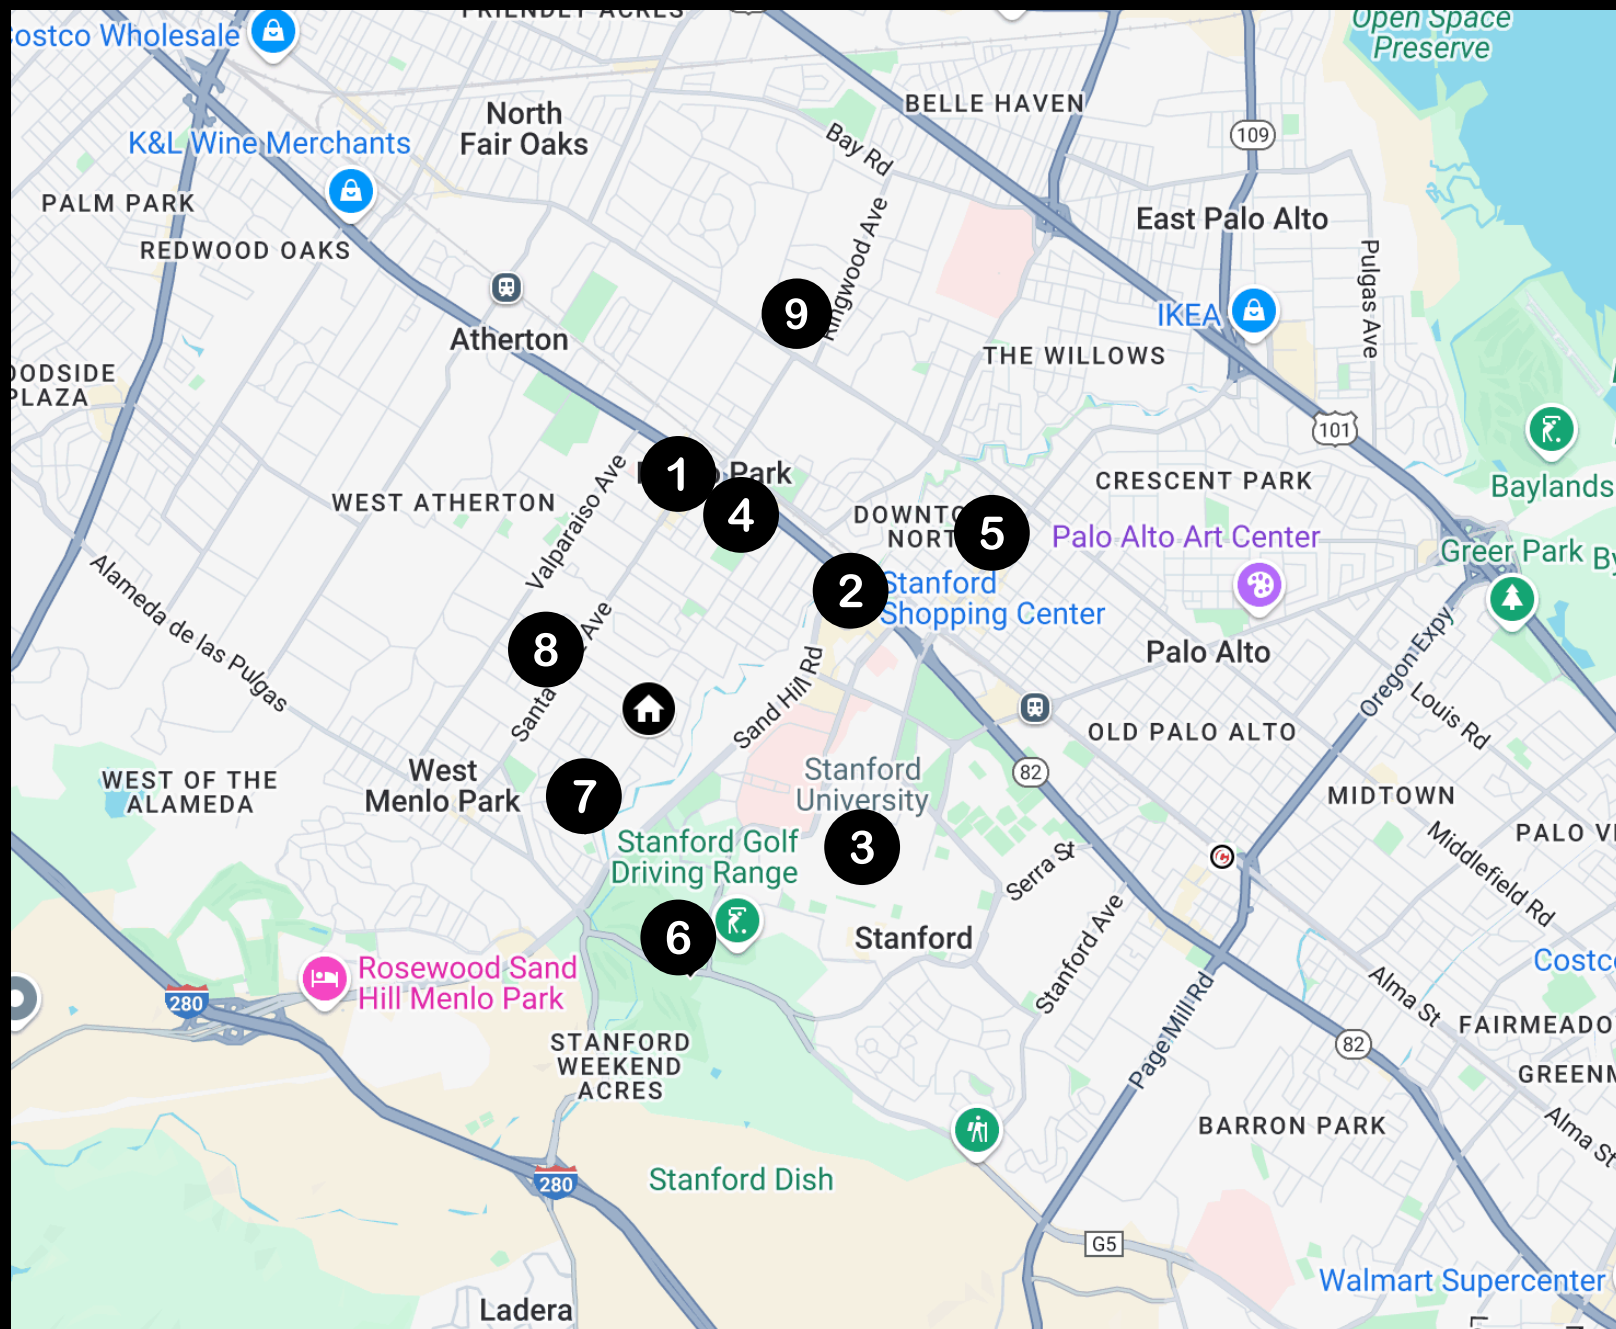 FRIENDLY ACRES
ostco Wholesale
Open Space
Preserve
North
Fair Oaks
BELLE HAVEN
109
K&L Wine Merchants
Bay Rd
PALM PARK
East Palo Alto
REDWOOD OAKS
Ringwood Ave
Pulgas Ave
9
IKEA
Atherton
THE WILLOWS
OODSIDE
PLAZA
101
1
Park
CRESCENT PARK
Baylands
WEST ATHERTON
Valparaiso Ave
4
DOWNTO
NORT
5
Palo Alto Art Center
Greer Park
By
2
Stanford
Shopping Center
Alameda de las Pulgas
8
Santa
Ave
Palo Alto
Oregon Expy
Sand Hill Rd
Louis Rd
OLD PALO ALTO
WEST OF THE
ALAMEDA
West
Menlo Park
7
Stanford
University
82
MIDTOWN
PALO VE
Stanford Golf
Driving Range
3
Serra St
Middlefield Rd
6
Stanford
Stanford Ave
Rosewood Sand
Hill Menlo Park
280
Costco
Alma St
Page Mill Rd
FAIRMEADO
STANFORD
WEEKEND
ACRES
82
GREENM
BARRON PARK
Alma St
Stanford Dish
280
G5
Walmart Supercenter
Ladera